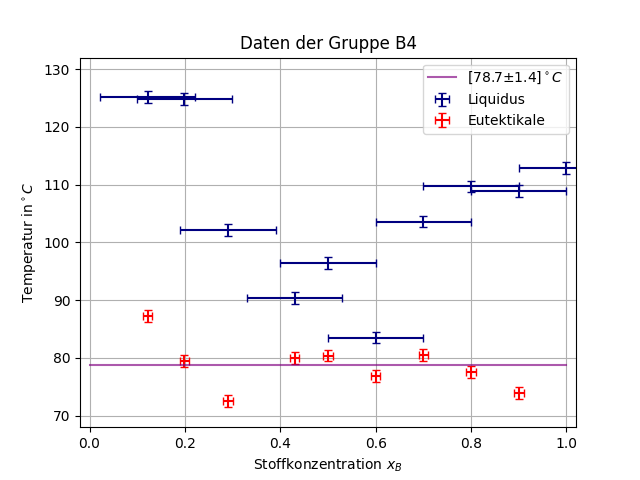 Daten der Gruppe B4
[78.7±1.4]°C
Liquidus
Eutektikale
130
120
110
100
90
80
70
Temperatur in°C
0.0 0.2 0.4 0.6 0.8 1.0
Stoffkonzentration x_B